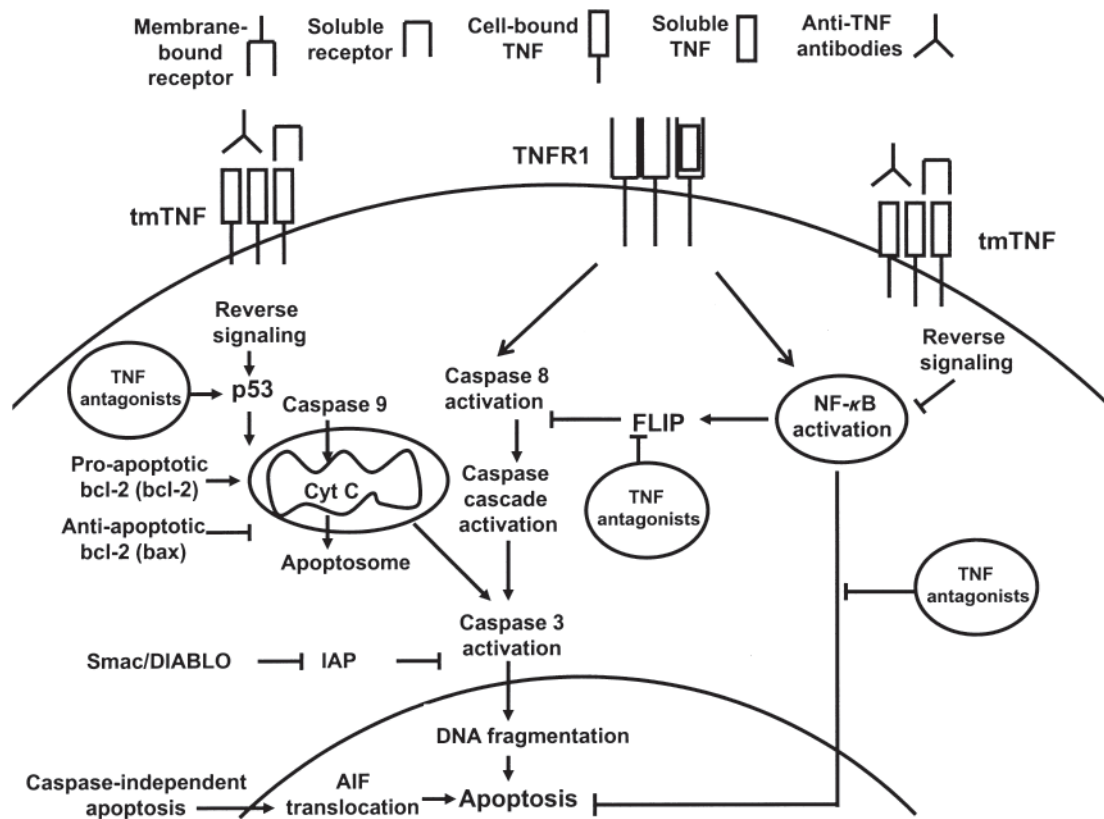 Membrane-
bound
receptor
Soluble
receptor
Cell-bound
TNF
Soluble
TNF
Anti-TNF
antibodies
TNFR1
tmTNF
tmTNF
Reverse
signaling
Reverse
signaling
TNF
antagonists
p53
Caspase 9
Caspase 8
activation
FLIP
NF-κB
activation
Pro-apoptotic
bcl-2 (bcl-2)
Cyt C
Caspase
cascade
activation
TNF
antagonists
Anti-apoptotic
bcl-2 (bax)
Apoptosome
TNF
antagonists
Caspase 3
activation
Smac/DIABLO
IAP
DNA fragmentation
Caspase-independent
apoptosis
AIF
translocation
Apoptosis